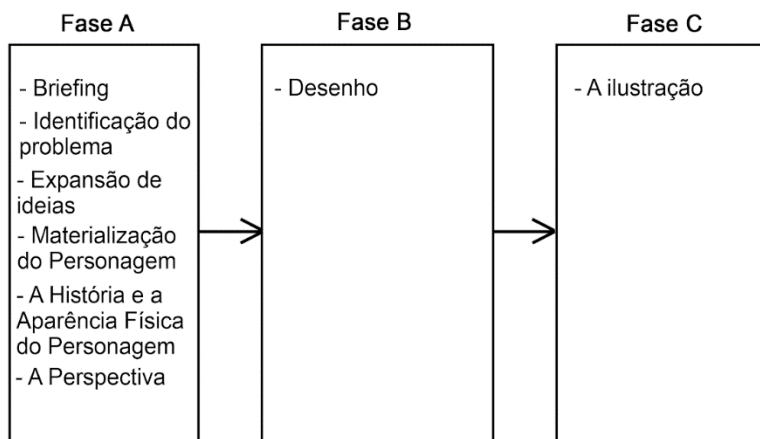 Fase A
- Briefing
- Identificação do
problema
- Expansão de
ideias
- Materialização
do Personagem
- A História e a
Aparência Física
do Personagem
- A Perspectiva
Fase B
- Desenho
Fase C
- A ilustração